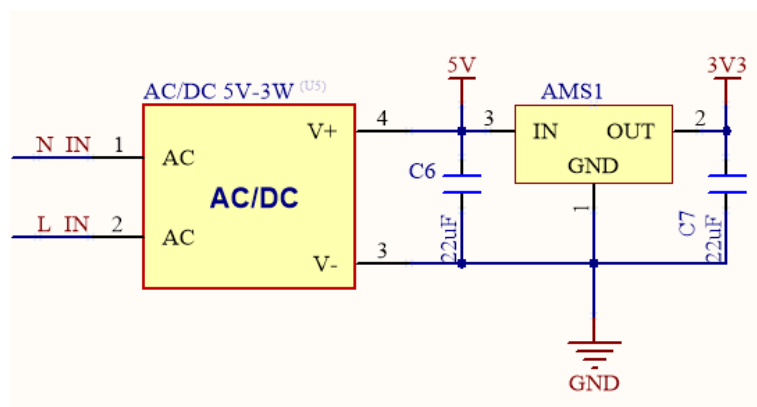 5V
3V3
AC/DC 5V-3W (U5)
AMS1
N IN 1 AC
V+ 4
3 IN OUT 2
GND
C6
22uF
1
C7
22uF
AC/DC
L IN 2 AC
V- 3
GND